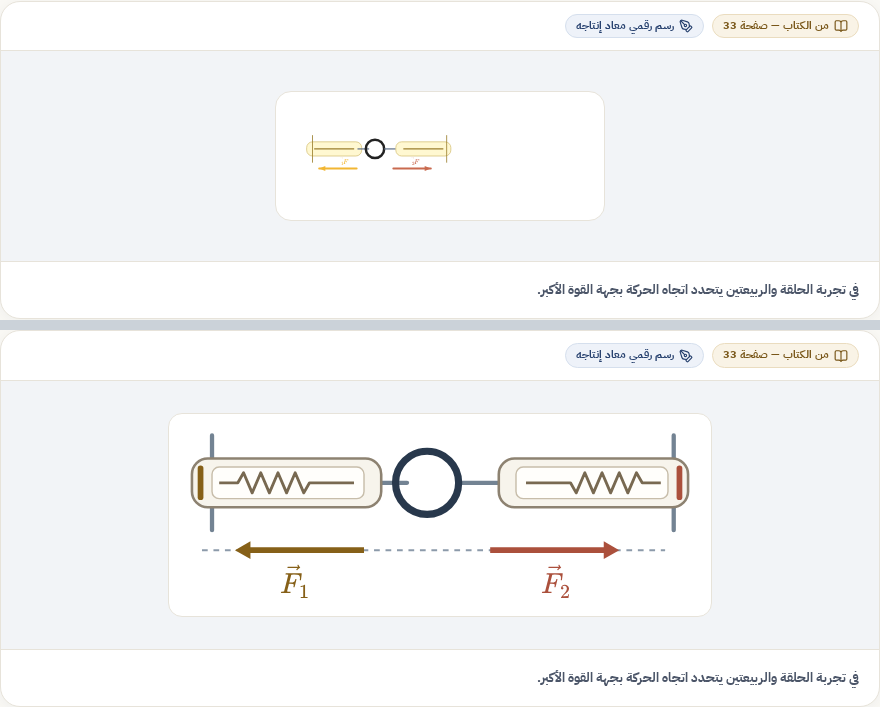 من الكتاب — صفحة 33
رسم رقمي معاد إنتاجه
في تجربة الحلقة والربيعتين يتحدد اتجاه الحركة بجهة القوة الأكبر.
من الكتاب — صفحة 33
رسم رقمي معاد إنتاجه
F⃗₁
F⃗₂
في تجربة الحلقة والربيعتين يتحدد اتجاه الحركة بجهة القوة الأكبر.